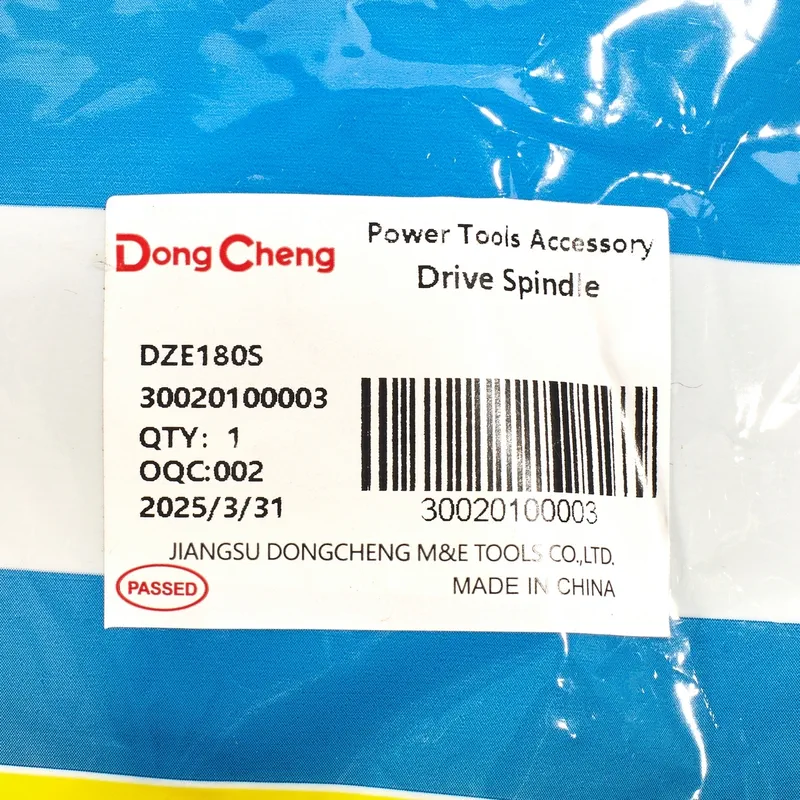 Dong Cheng
Power Tools Accessory
Drive Spindle
DZE180S
30020100003
QTY: 1
OQC:002
2025/3/31
30020100003
JIANGSU DONGCHENG M&E TOOLS CO.,LTD.
PASSED
MADE IN CHINA